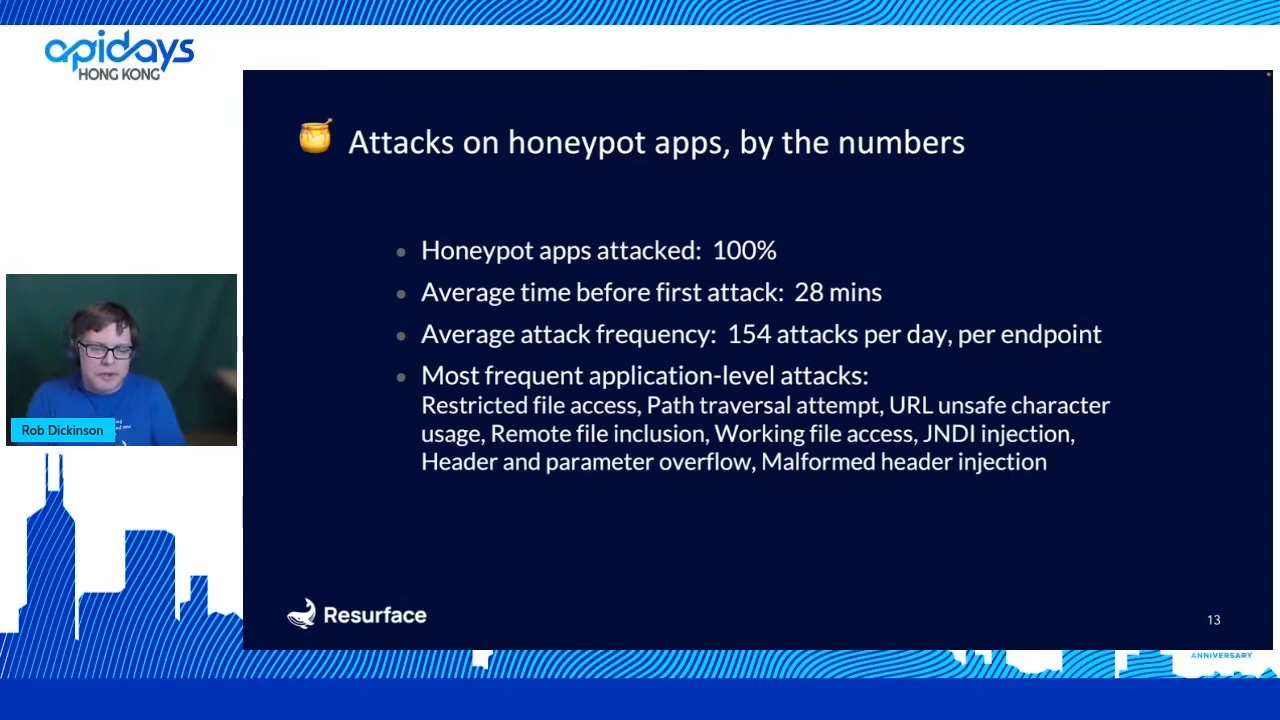 apidays
HONG KONG
Attacks on honeypot apps, by the numbers
Honeypot apps attacked: 100%
Average time before first attack: 28 mins
Average attack frequency: 154 attacks per day, per endpoint
Most frequent application-level attacks:
Restricted file access, Path traversal attempt, URL unsafe character
usage, Remote file inclusion, Working file access, JNDI injection,
Header and parameter overflow, Malformed header injection
Rob Dickinson
Resurface
13
ANNIVERSARY